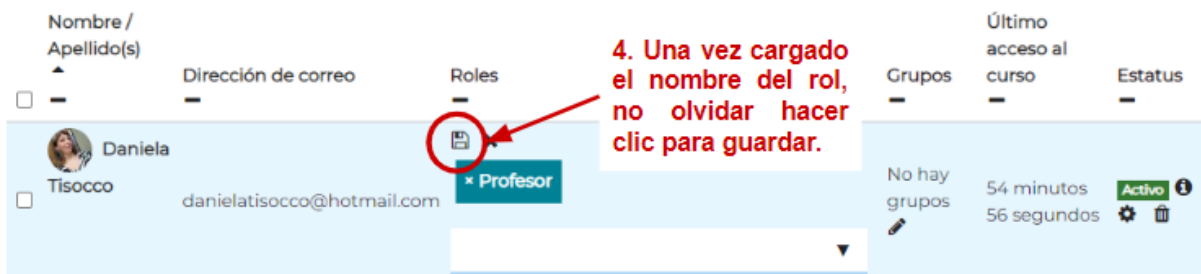 Nombre /
Apellido(s)
Dirección de correo
Roles
4. Una vez cargado
el nombre del rol,
no olvidar hacer
clic para guardar.
Grupos
Último
acceso al
curso
Estatus
Daniela
Tisocco
danielatisocco@hotmail.com
× Profesor
No hay
grupos
54 minutos
56 segundos
Activo